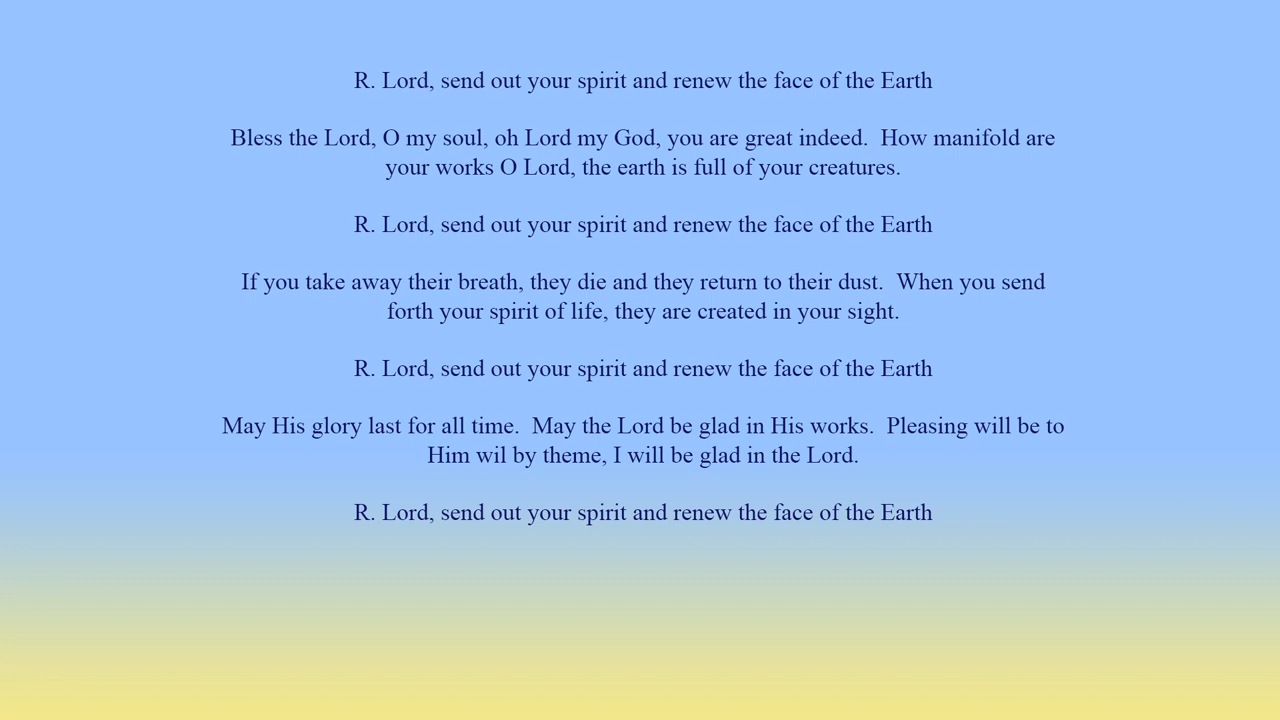 R. Lord, send out your spirit and renew the face of the Earth
Bless the Lord, O my soul, oh Lord my God, you are great indeed.  How manifold are
your works O Lord, the earth is full of your creatures.
R. Lord, send out your spirit and renew the face of the Earth
If you take away their breath, they die and they return to their dust.  When you send
forth your spirit of life, they are created in your sight.
R. Lord, send out your spirit and renew the face of the Earth
May His glory last for all time.  May the Lord be glad in His works.  Pleasing will be to
Him wil by theme, I will be glad in the Lord.
R. Lord, send out your spirit and renew the face of the Earth